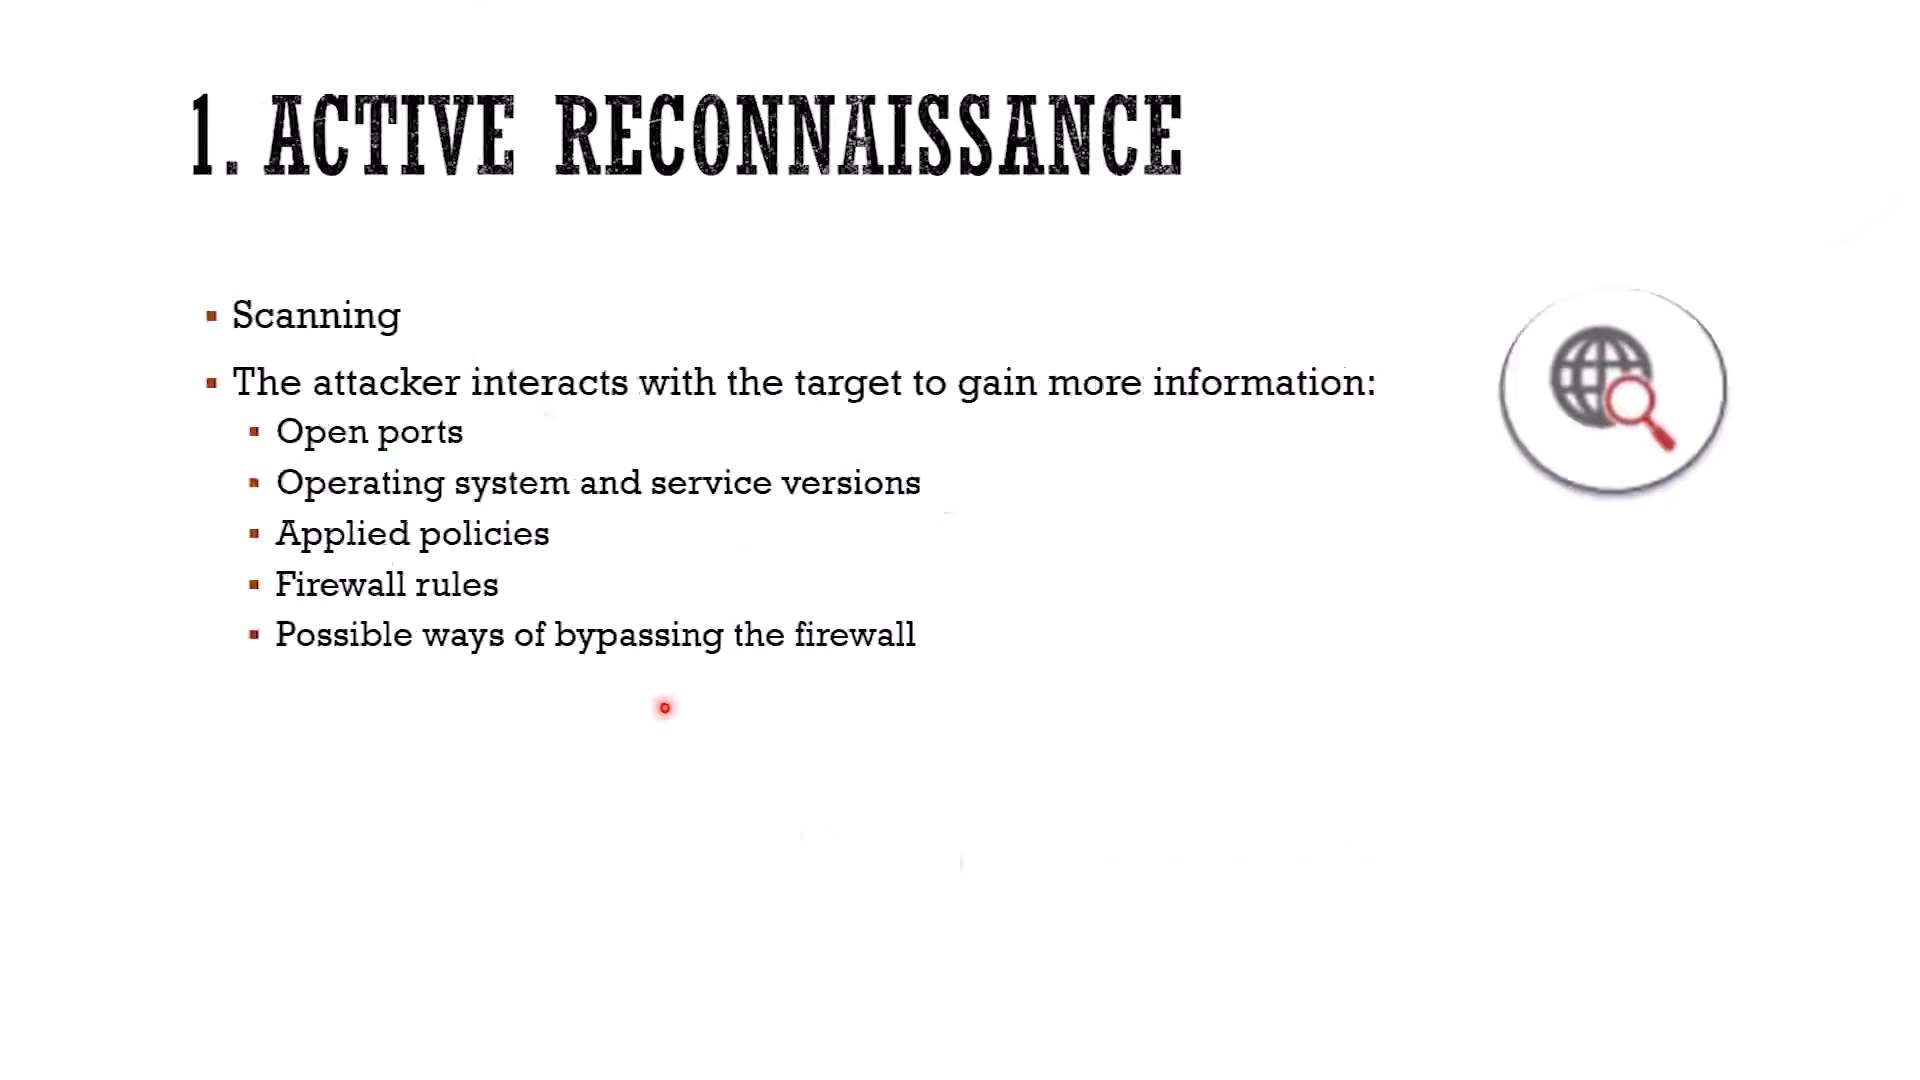 1. ACTIVE RECONNAISSANCE
Scanning
The attacker interacts with the target to gain more information:
Open ports
Operating system and service versions
Applied policies
Firewall rules
Possible ways of bypassing the firewall